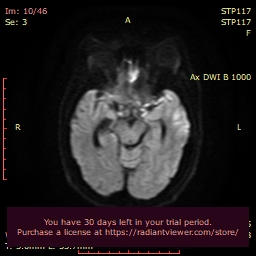 Im: 10/46
Se: 3
A
STP117
STP117
F
Ax DWI B 1000
R
L
You have 30 days left in your trial period.
Purchase a license at https://radiantviewer.com/store/